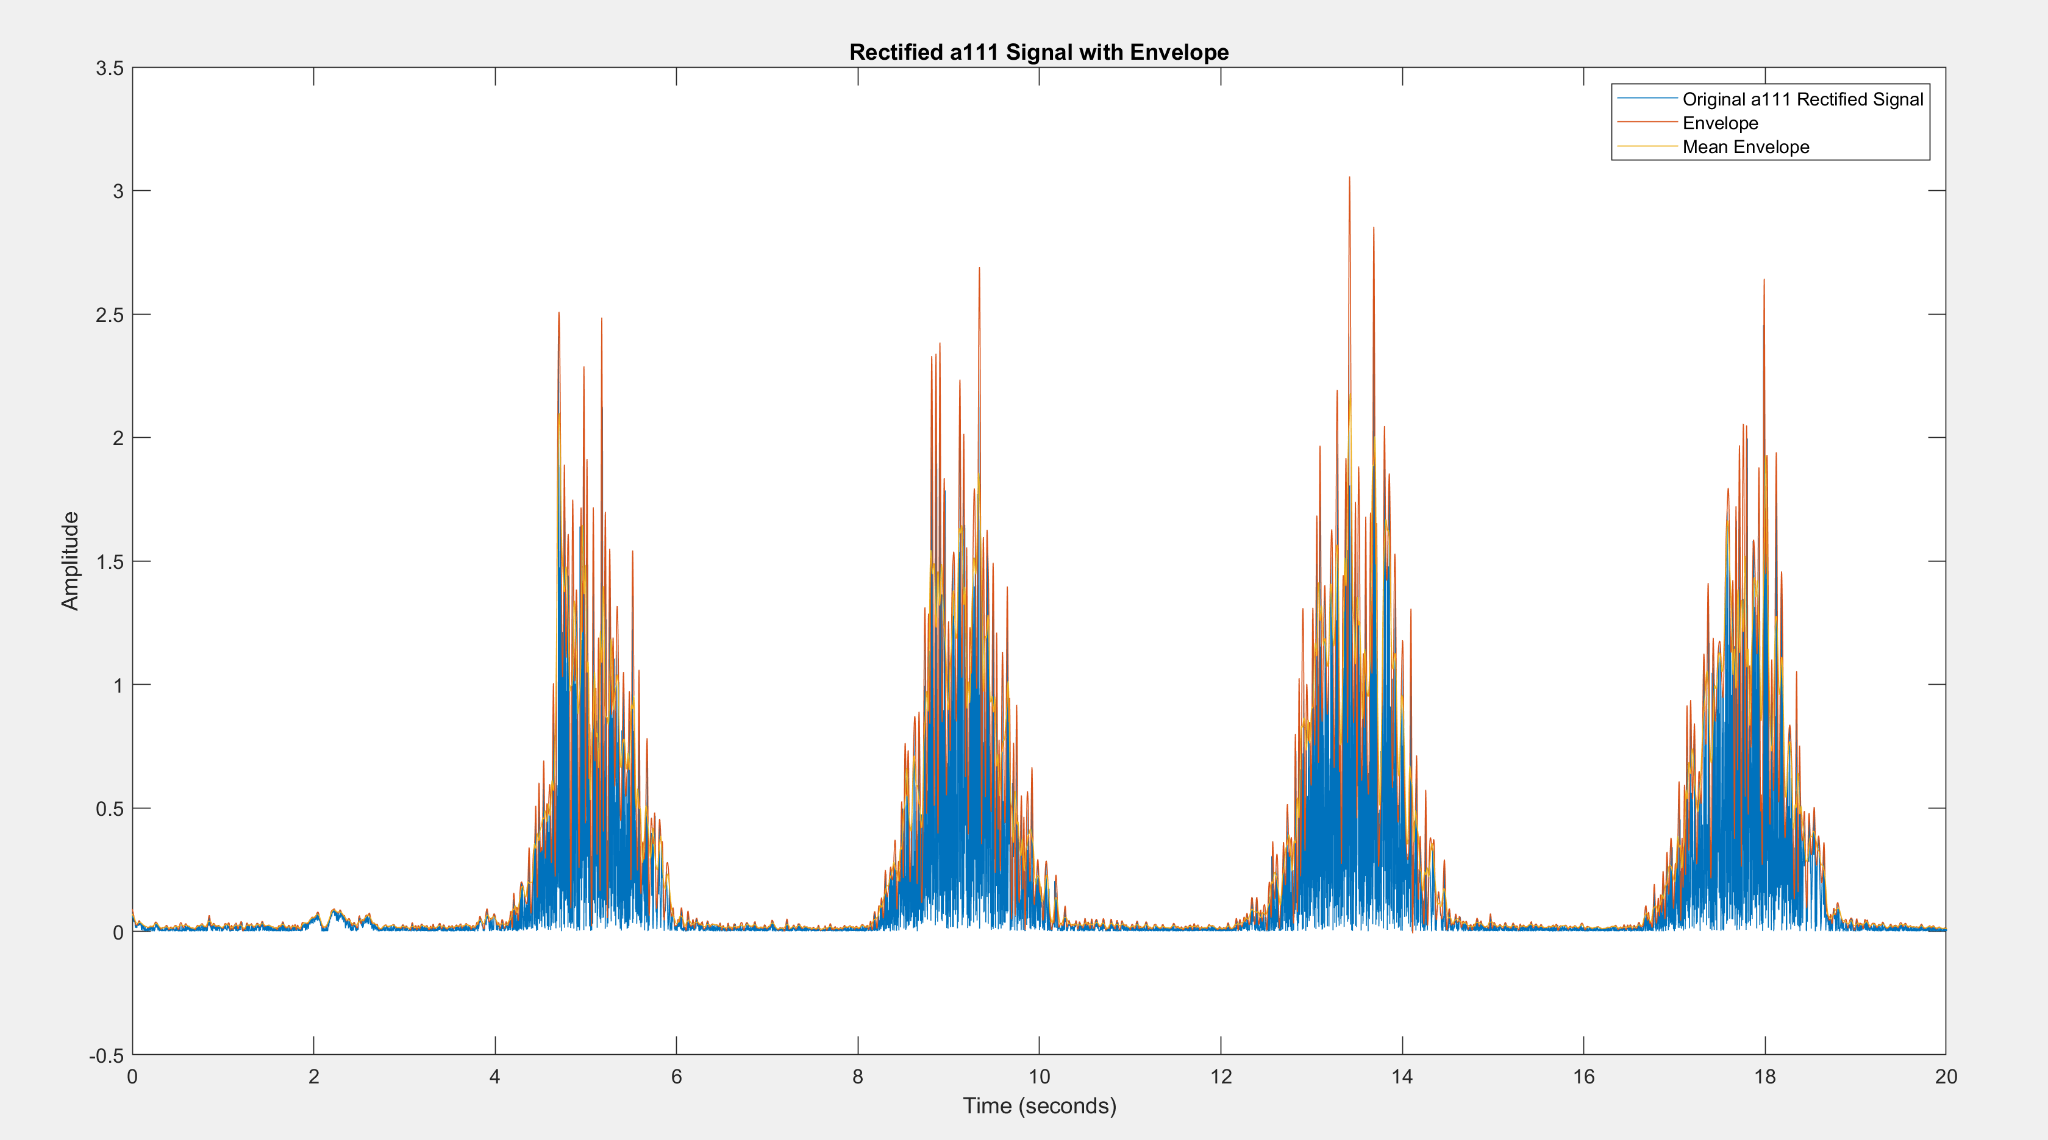 Rectified a111 Signal with Envelope
3.5
3
2.5
2
1.5
1
0.5
0
-0.5
Amplitude
Original a111 Rectified Signal
Envelope
Mean Envelope
0 2 4 6 8 10 12 14 16 18 20
Time (seconds)